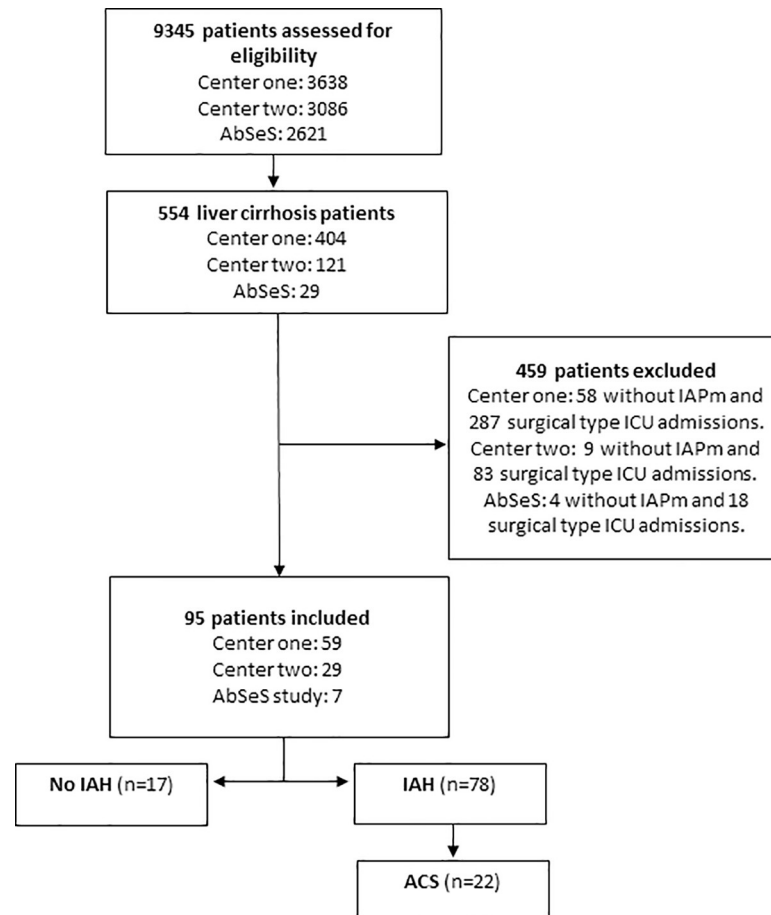 9345 patients assessed for
eligibility
Center one: 3638
Center two: 3086
AbSeS: 2621
554 liver cirrhosis patients
Center one: 404
Center two: 121
AbSeS: 29
459 patients excluded
Center one: 58 without IAPm and
287 surgical type ICU admissions.
Center two: 9 without IAPm and
83 surgical type ICU admissions.
AbSeS: 4 without IAPm and 18
surgical type ICU admissions.
95 patients included
Center one: 59
Center two: 29
AbSeS study: 7
No IAH (n=17)
IAH (n=78)
ACS (n=22)